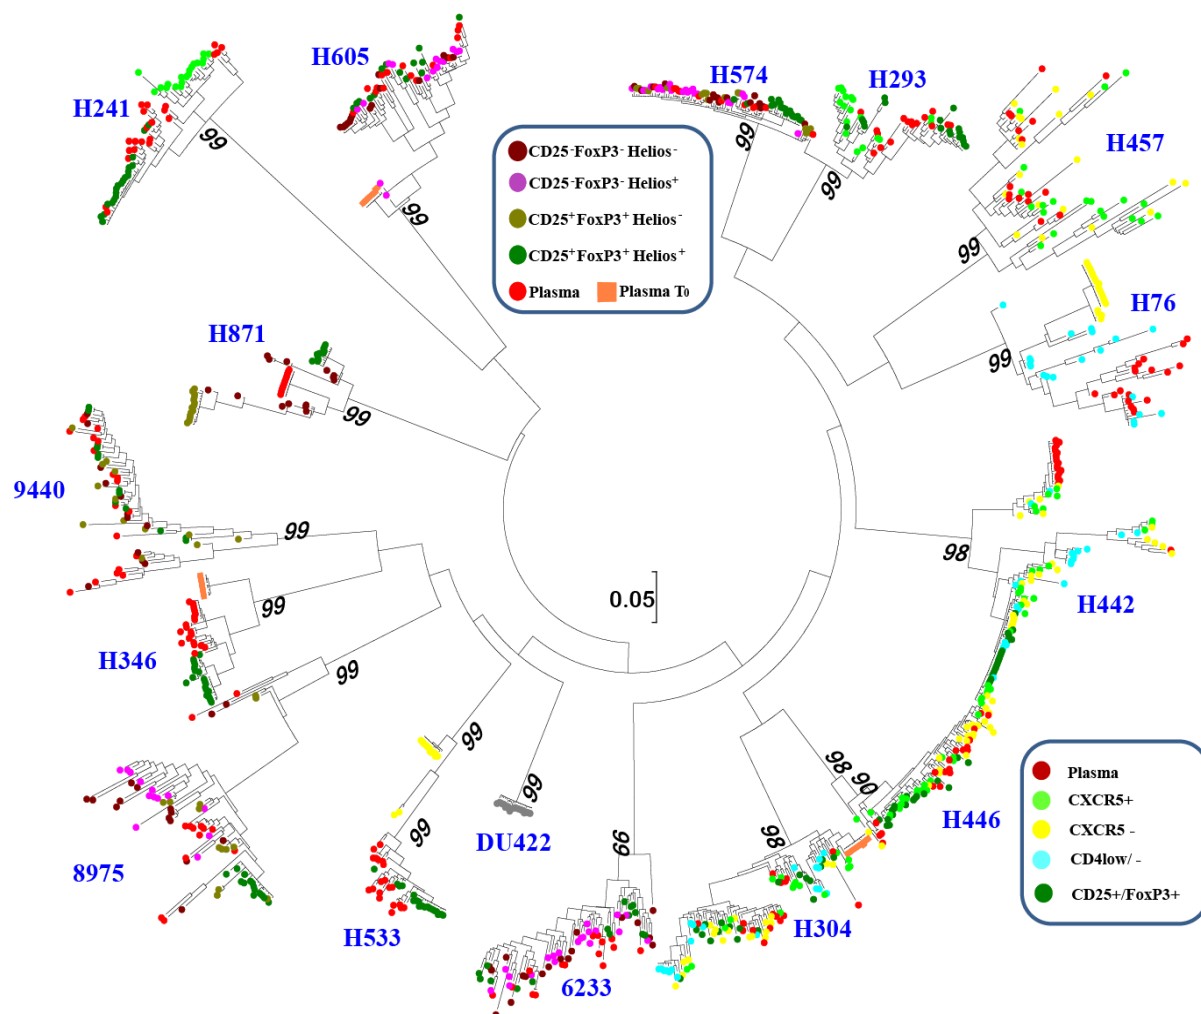 H605
H574
H293
H241
99
99
99
99
CD25⁻FoxP3⁻ Helios⁻
CD25⁻FoxP3⁻ Helios⁺
CD25⁺FoxP3⁺ Helios⁻
CD25⁺FoxP3⁺ Helios⁺
Plasma
Plasma T₀
H457
99
H76
99
H871
99
9440
99
98
0.05
H442
99
H346
99
99
98
90
H446
DU422
99
99
98
99
8975
H533
6233
H304
Plasma
CXCR5+
CXCR5 -
CD4low/ -
CD25+/FoxP3+